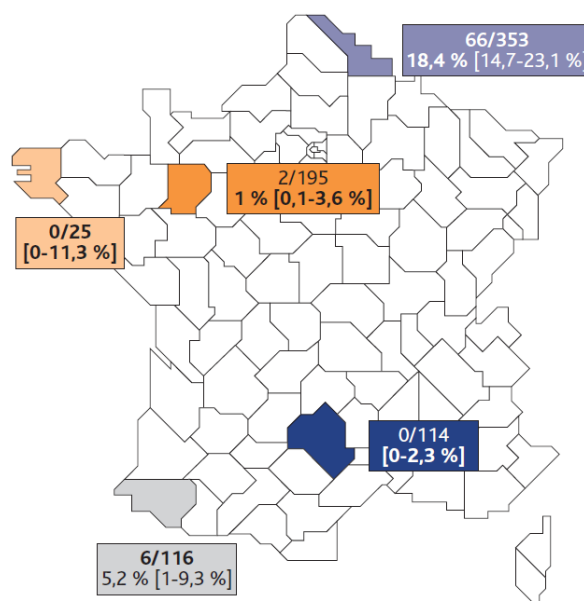 66/353
18,4 % [14,7-23,1 %]
2/195
1 % [0,1-3,6 %]
0/25
[0-11,3 %]
0/114
[0-2,3 %]
6/116
5,2 % [1-9,3 %]